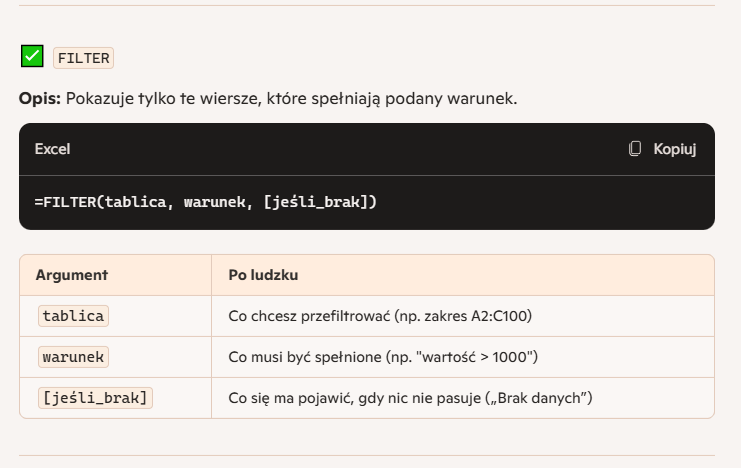 FILTER
Opis: Pokazuje tylko te wiersze, które spełniają podany warunek.
Excel
Kopiuj
=FILTER(tablica, warunek, [jeśli_brak])
Argument
Po ludzku
tablica
Co chcesz przefiltrować (np. zakres A2:C100)
warunek
Co musi być spełnione (np. "wartość > 1000")
[jeśli_brak]
Co się ma pojawić, gdy nic nie pasuje („Brak danych”)